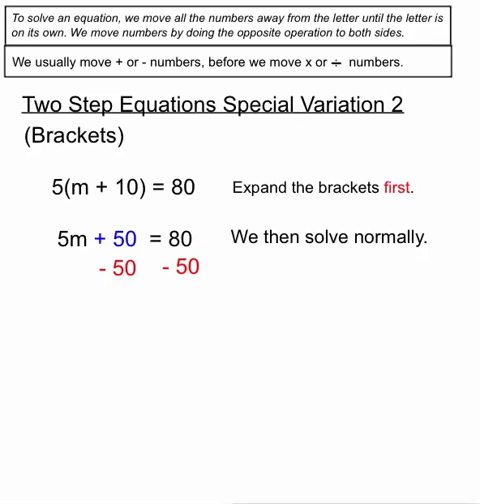 To solve an equation, we move all the numbers away from the letter until the letter is
on its own. We move numbers by doing the opposite operation to both sides.
We usually move + or - numbers, before we move x or ÷ numbers.
Two Step Equations Special Variation 2
(Brackets)
5(m + 10) = 80 Expand the brackets first.
5m + 50 = 80 We then solve normally.
- 50 - 50